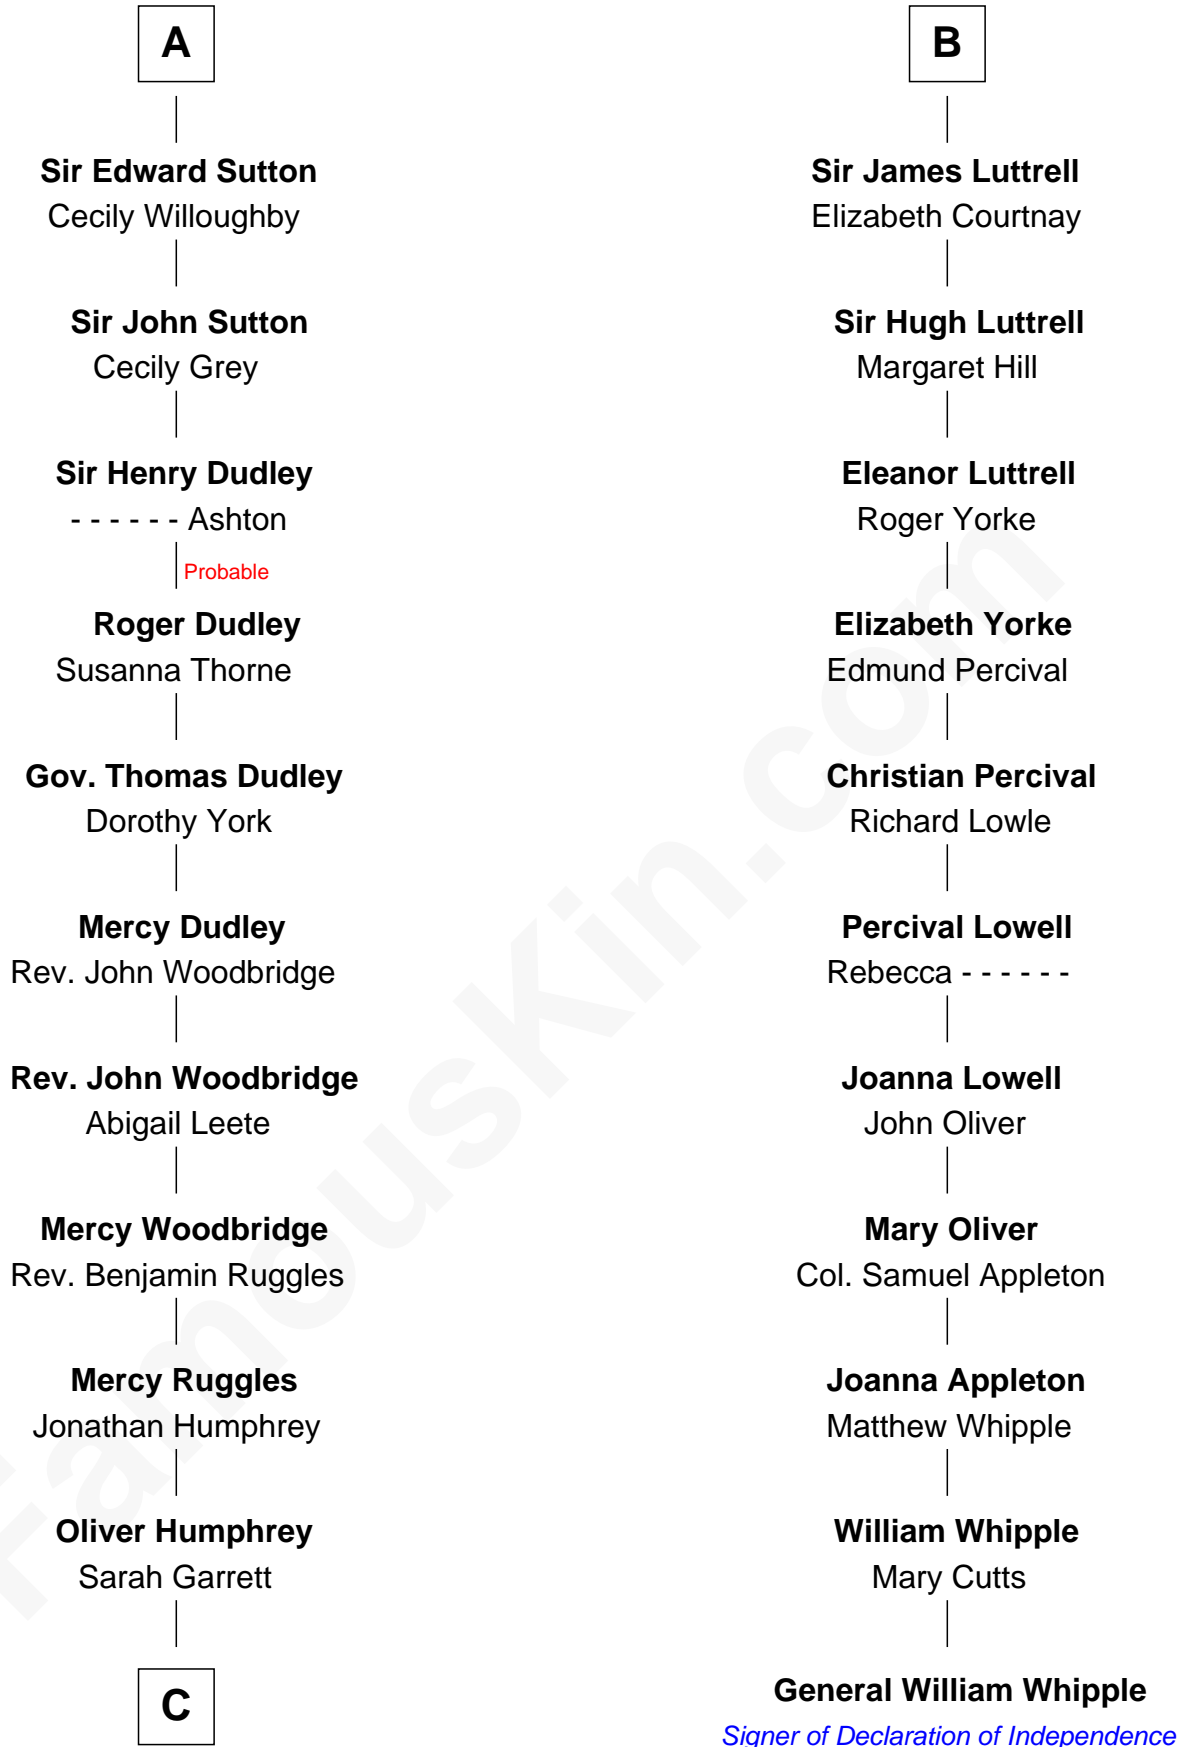 A
Sir Edward Sutton
Cecily Willoughby
Sir John Sutton
Cecily Grey
Sir Henry Dudley
- - - - - - Ashton
Probable
Roger Dudley
Susanna Thorne
Gov. Thomas Dudley
Dorothy York
Mercy Dudley
Rev. John Woodbridge
Rev. John Woodbridge
Abigail Leete
Mercy Woodbridge
Rev. Benjamin Ruggles
Mercy Ruggles
Jonathan Humphrey
Oliver Humphrey
Sarah Garrett
C
B
Sir James Luttrell
Elizabeth Courtnay
Sir Hugh Luttrell
Margaret Hill
Eleanor Luttrell
Roger Yorke
Elizabeth Yorke
Edmund Percival
Christian Percival
Richard Lowle
Percival Lowell
Rebecca - - - - - -
Joanna Lowell
John Oliver
Mary Oliver
Col. Samuel Appleton
Joanna Appleton
Matthew Whipple
William Whipple
Mary Cutts
General William Whipple
Signer of Declaration of Independence
FamousKin.com